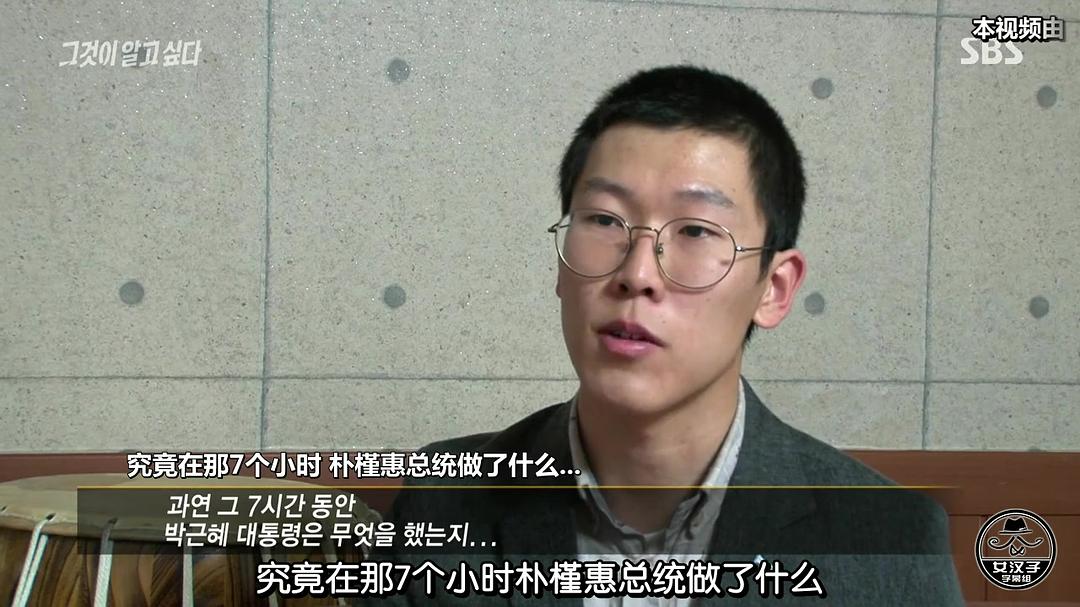 그것이 알고 싶다
本视频由
SBS
究竟在那7个小时 朴槿惠总统做了什么...
과연 그 7시간 동안
박근혜 대통령은 무엇을 했는지...
究竟在那7个小时朴槿惠总统做了什么
女汉子
字幕组